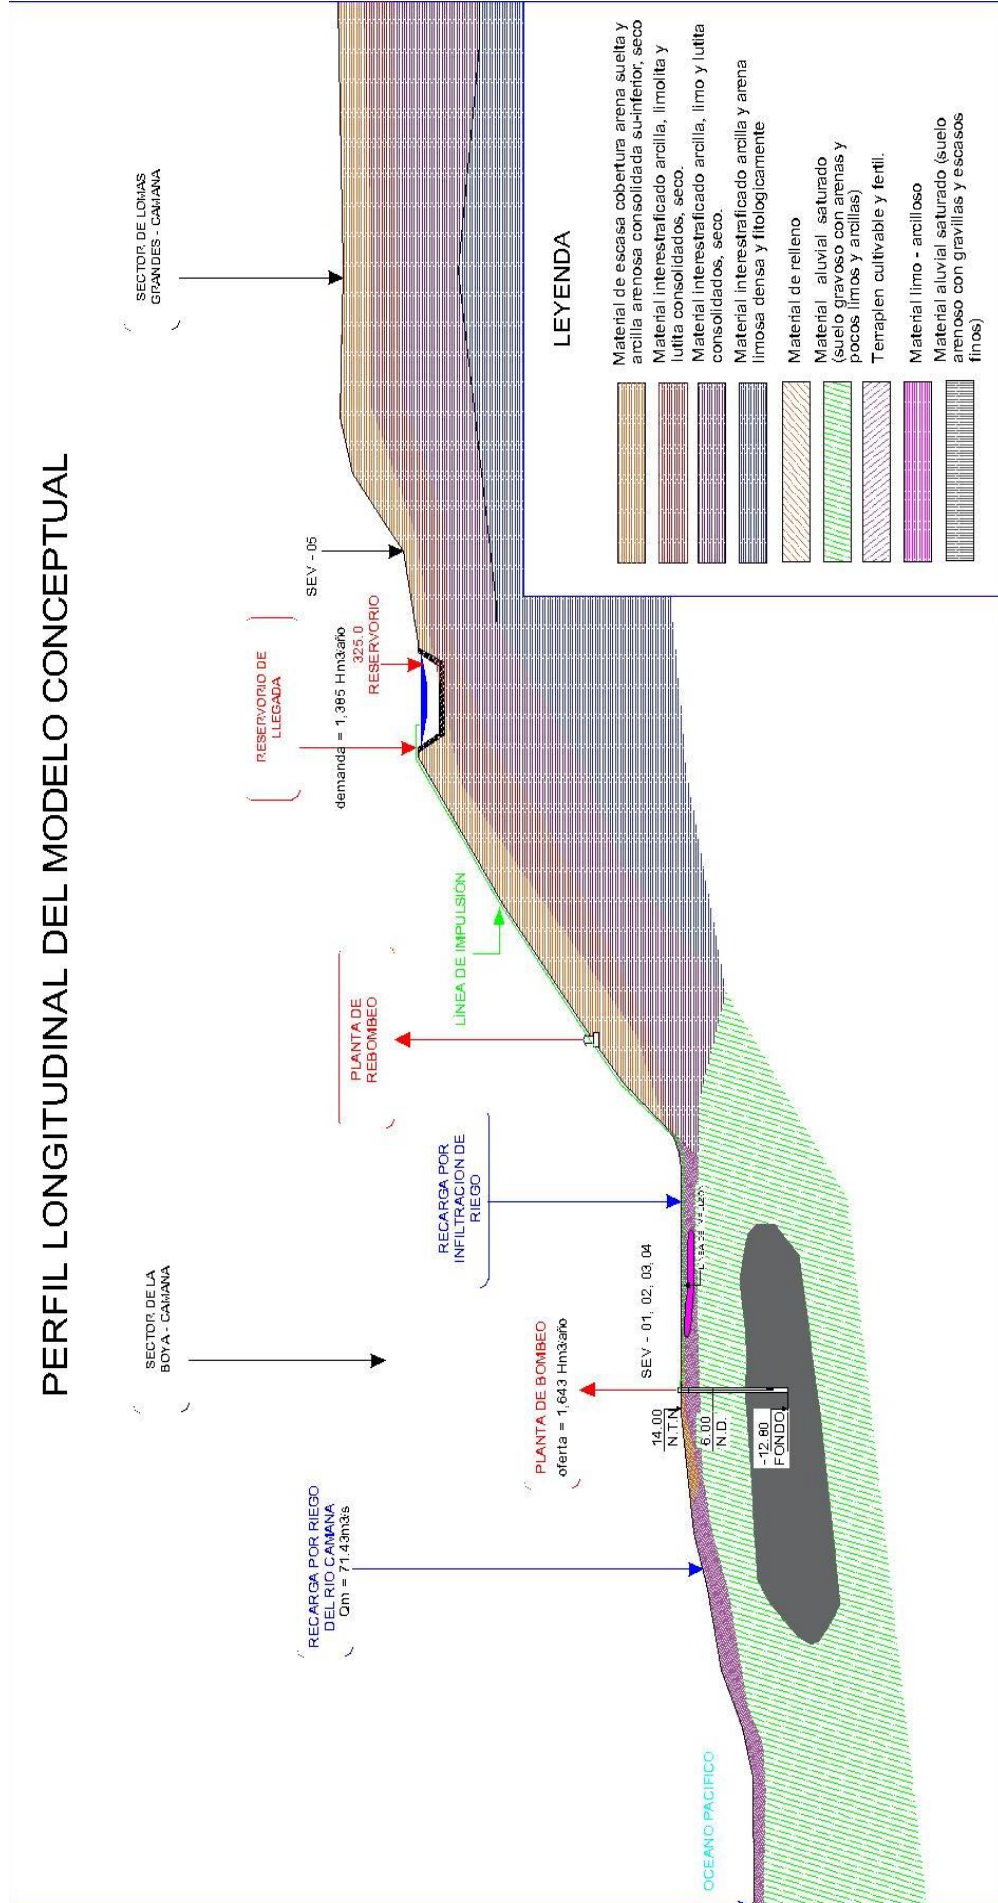 PERFIL LONGITUDINAL DEL MODELO CONCEPTUAL
SECTOR DE LA
BOYA - CAMANA
SECTOR DE LOMAS
GRANDES - CAMANA
RECARGA POR RIEGO
DEL RIO CAMANA
Qm = 71.43m3/s
PLANTA DE BOMBEO
oferta = 1,643 Hm3/año
SEV - 01, 02, 03, 04
RECARGA POR
INFILTRACION DE
RIEGO
PLANTA DE
REBOMBEO
LÍNEA DE IMPULSIÓN
RESERVORIO DE
LLEGADA
demanda = 1,385 Hm3/año
325.0
RESERVORIO
SEV - 05
OCEANO PACIFICO
14.00
N.T.N
6.00
N.D.
-12.80
FONDO
LEYENDA
Material de escasa cobertura arena suelta y
arcilla arenosa consolidada su-inferior, seco
Material interestraficado arcilla, limolita y
lutita consolidados, seco.
Material interestraficado arcilla, limo y lutita
consolidados, seco.
Material interestraficado arcilla y arena
limosa densa y fitologicamente
Material de relleno
Material aluvial saturado
(suelo gravoso con arenas y
pocos limos y arcillas)
Terraplen cultivable y fertil.
Material limo - arcilloso
Material aluvial saturado (suelo
arenoso con gravillas y escasos
finos)